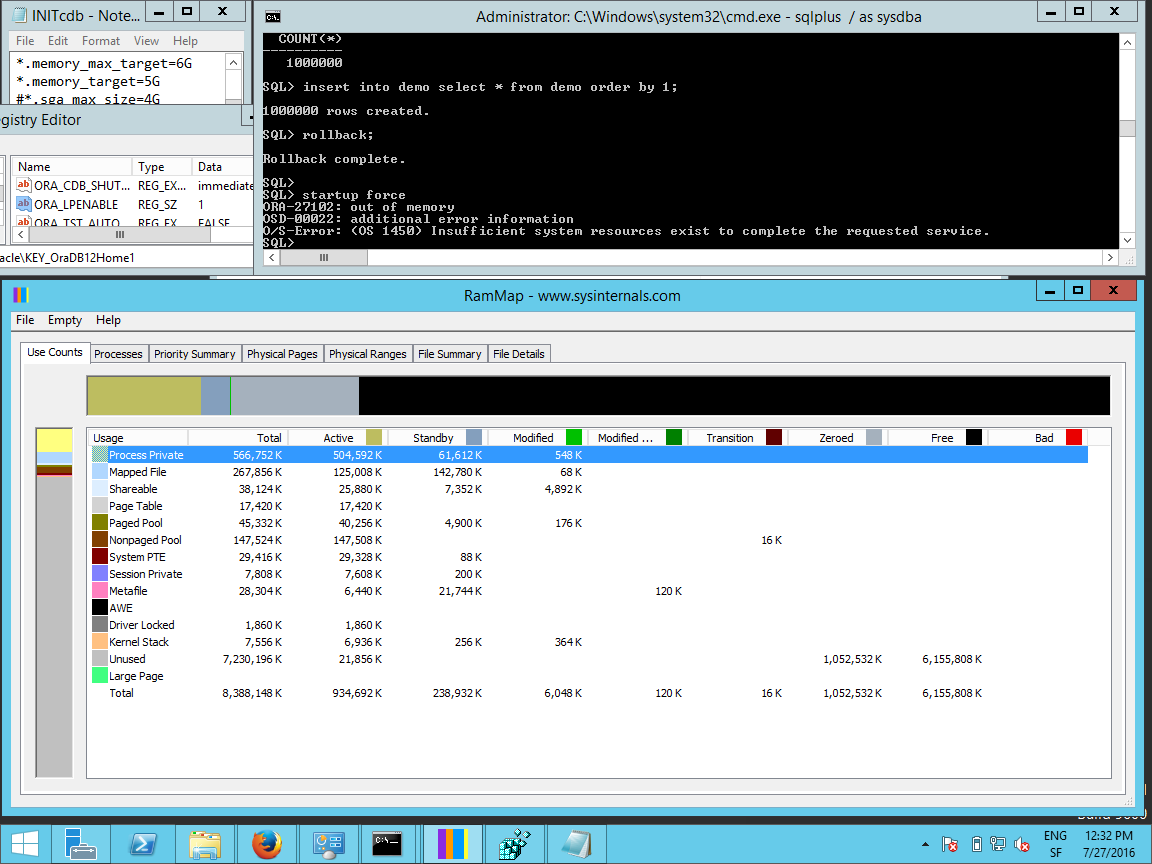 INITcdb - Note...
File Edit Format View Help
*.memory_max_target=6G
*.memory_target=5G
#*.sga_max_size=4G
egistry Editor
Name Type Data
ORA_CDB_SHUT... REG_EX... immediate
ORA_LPENABLE REG_SZ 1
ORA_TST_AUTO REG_EX FALSE
acle\KEY_OraDB12Home1
Administrator: C:\Windows\system32\cmd.exe - sqlplus / as sysdba
COUNT(*)
----------
1000000
SQL> insert into demo select * from demo order by 1;
1000000 rows created.
SQL> rollback;
Rollback complete.
SQL>
SQL> startup force
ORA-27102: out of memory
OSD-00022: additional error information
O/S-Error: (OS 1450) Insufficient system resources exist to complete the requested service.
SQL>
RamMap - www.sysinternals.com
File Empty Help
Use Counts Processes Priority Summary Physical Pages Physical Ranges File Summary File Details
Usage Total Active Standby Modified Modified ... Transition Zeroed Free Bad
Process Private 566,752 K 504,592 K 61,612 K 548 K
Mapped File 267,856 K 125,008 K 142,780 K 68 K
Shareable 38,124 K 25,880 K 7,352 K 4,892 K
Page Table 17,420 K 17,420 K
Paged Pool 45,332 K 40,256 K 4,900 K 176 K
Nonpaged Pool 147,524 K 147,508 K 16 K
System PTE 29,416 K 29,328 K 88 K
Session Private 7,808 K 7,608 K 200 K
Metafile 28,304 K 6,440 K 21,744 K 120 K
AWE
Driver Locked 1,860 K 1,860 K
Kernel Stack 7,556 K 6,936 K 256 K 364 K
Unused 7,230,196 K 21,856 K 1,052,532 K 6,155,808 K
Large Page
Total 8,388,148 K 934,692 K 238,932 K 6,048 K 120 K 16 K 1,052,532 K 6,155,808 K
ENG 12:32 PM
SF 7/27/2016